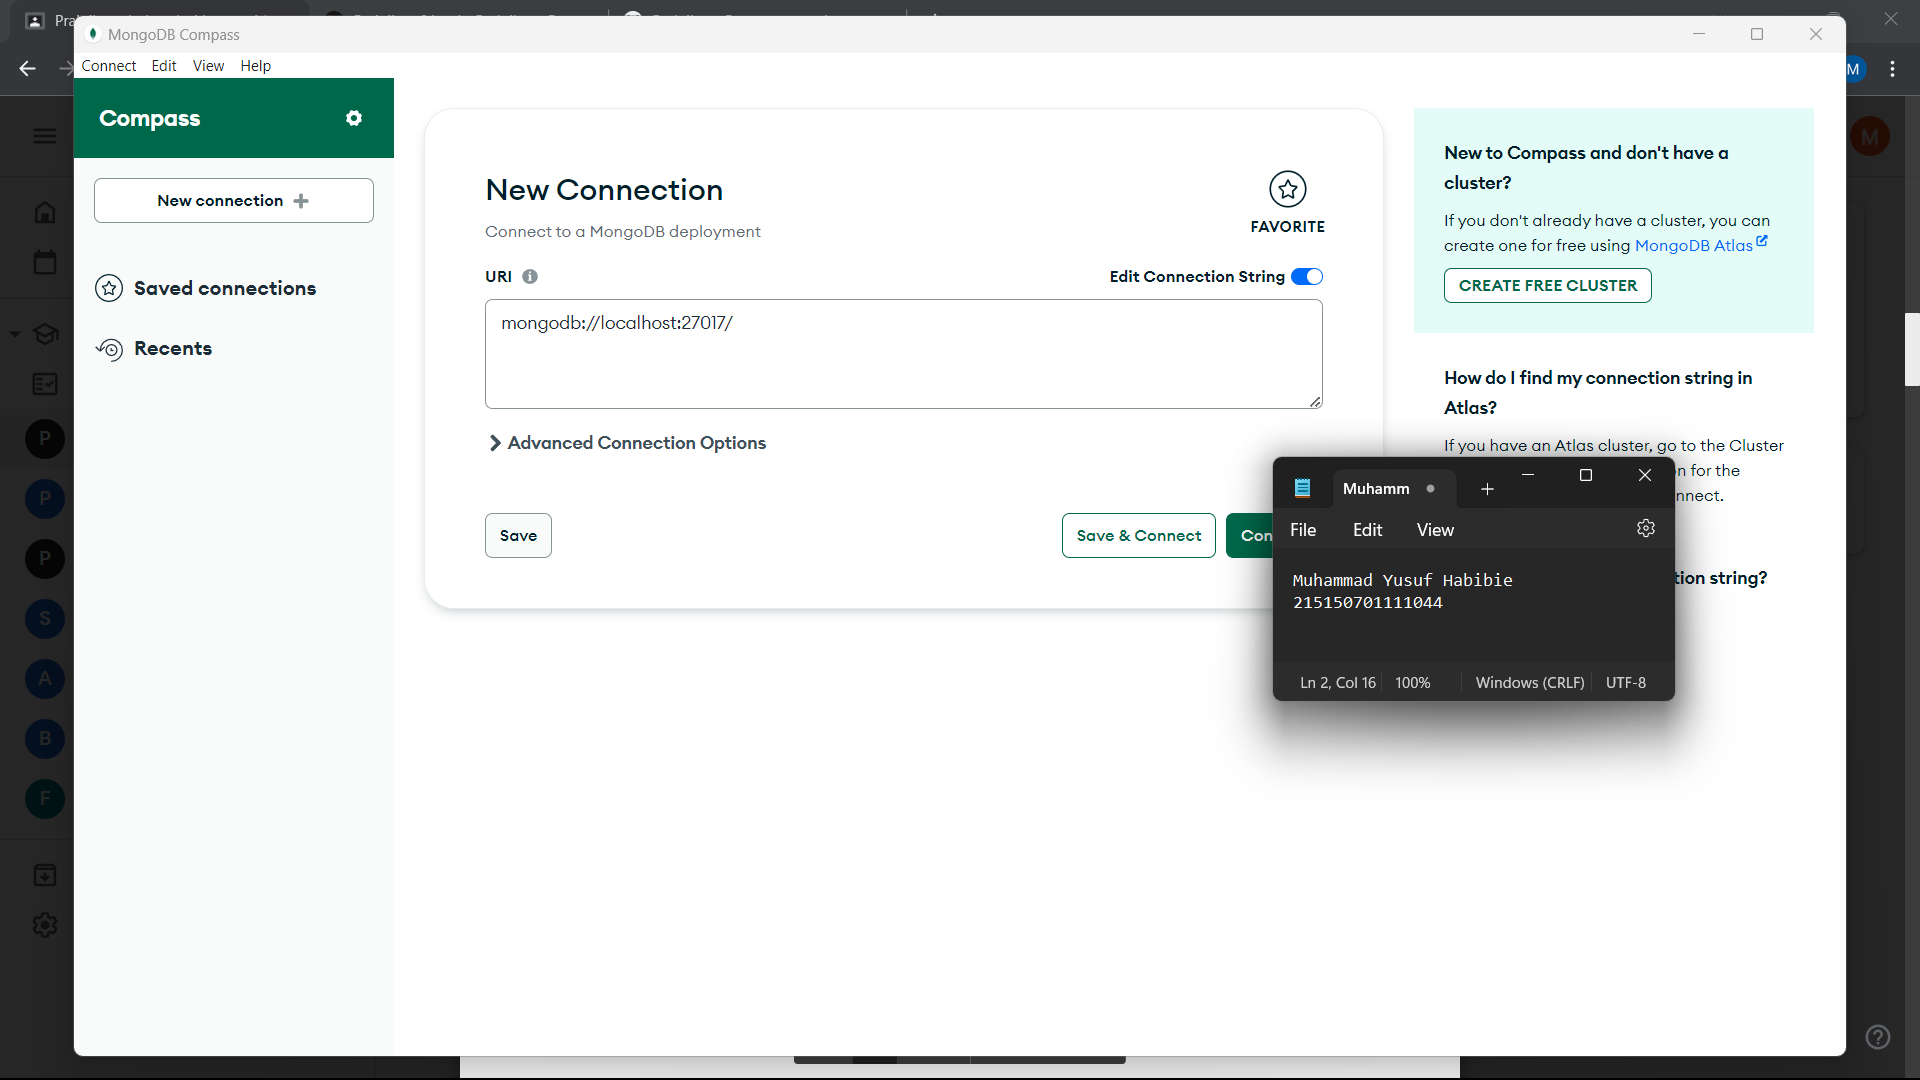 MongoDB Compass
Connect Edit View Help
Compass
New connection
Saved connections
Recents
New Connection
Connect to a MongoDB deployment
FAVORITE
URI
Edit Connection String
mongodb://localhost:27017/
Advanced Connection Options
Save
Save & Connect
Con
New to Compass and don't have a
cluster?
If you don't already have a cluster, you can
create one for free using MongoDB Atlas
CREATE FREE CLUSTER
How do I find my connection string in
Atlas?
If you have an Atlas cluster, go to the Cluster
n for the
nnect.
tion string?
Muhamm
File Edit View
Muhammad Yusuf Habibie
215150701111044
Ln 2, Col 16 100% Windows (CRLF) UTF-8
M
M
P
P
P
S
A
B
F